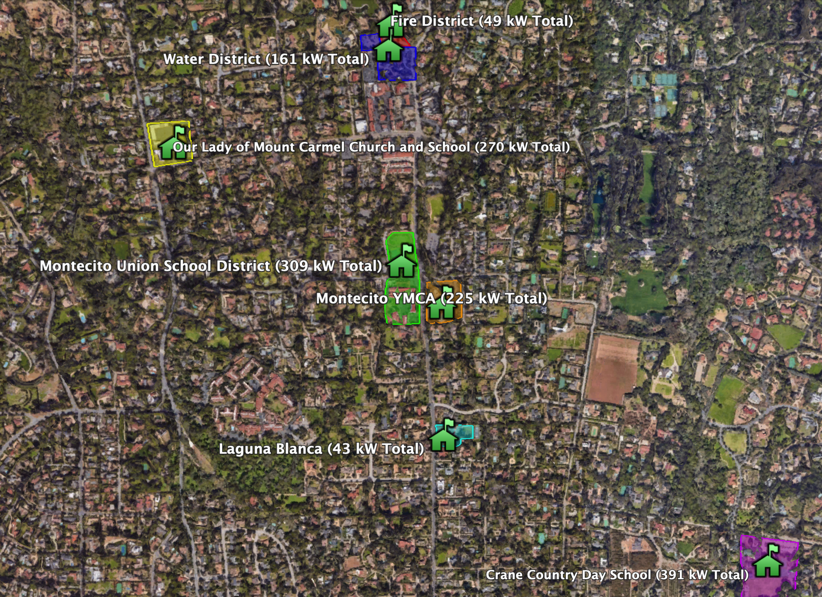 Fire District (49 kW Total)
Water District (161 kW Total)
Our Lady of Mount Carmel Church and School (270 kW Total)
Montecito Union School District (309 kW Total)
Montecito YMCA (225 kW Total)
Laguna Blanca (43 kW Total)
Crane Country Day School (391 kW Total)